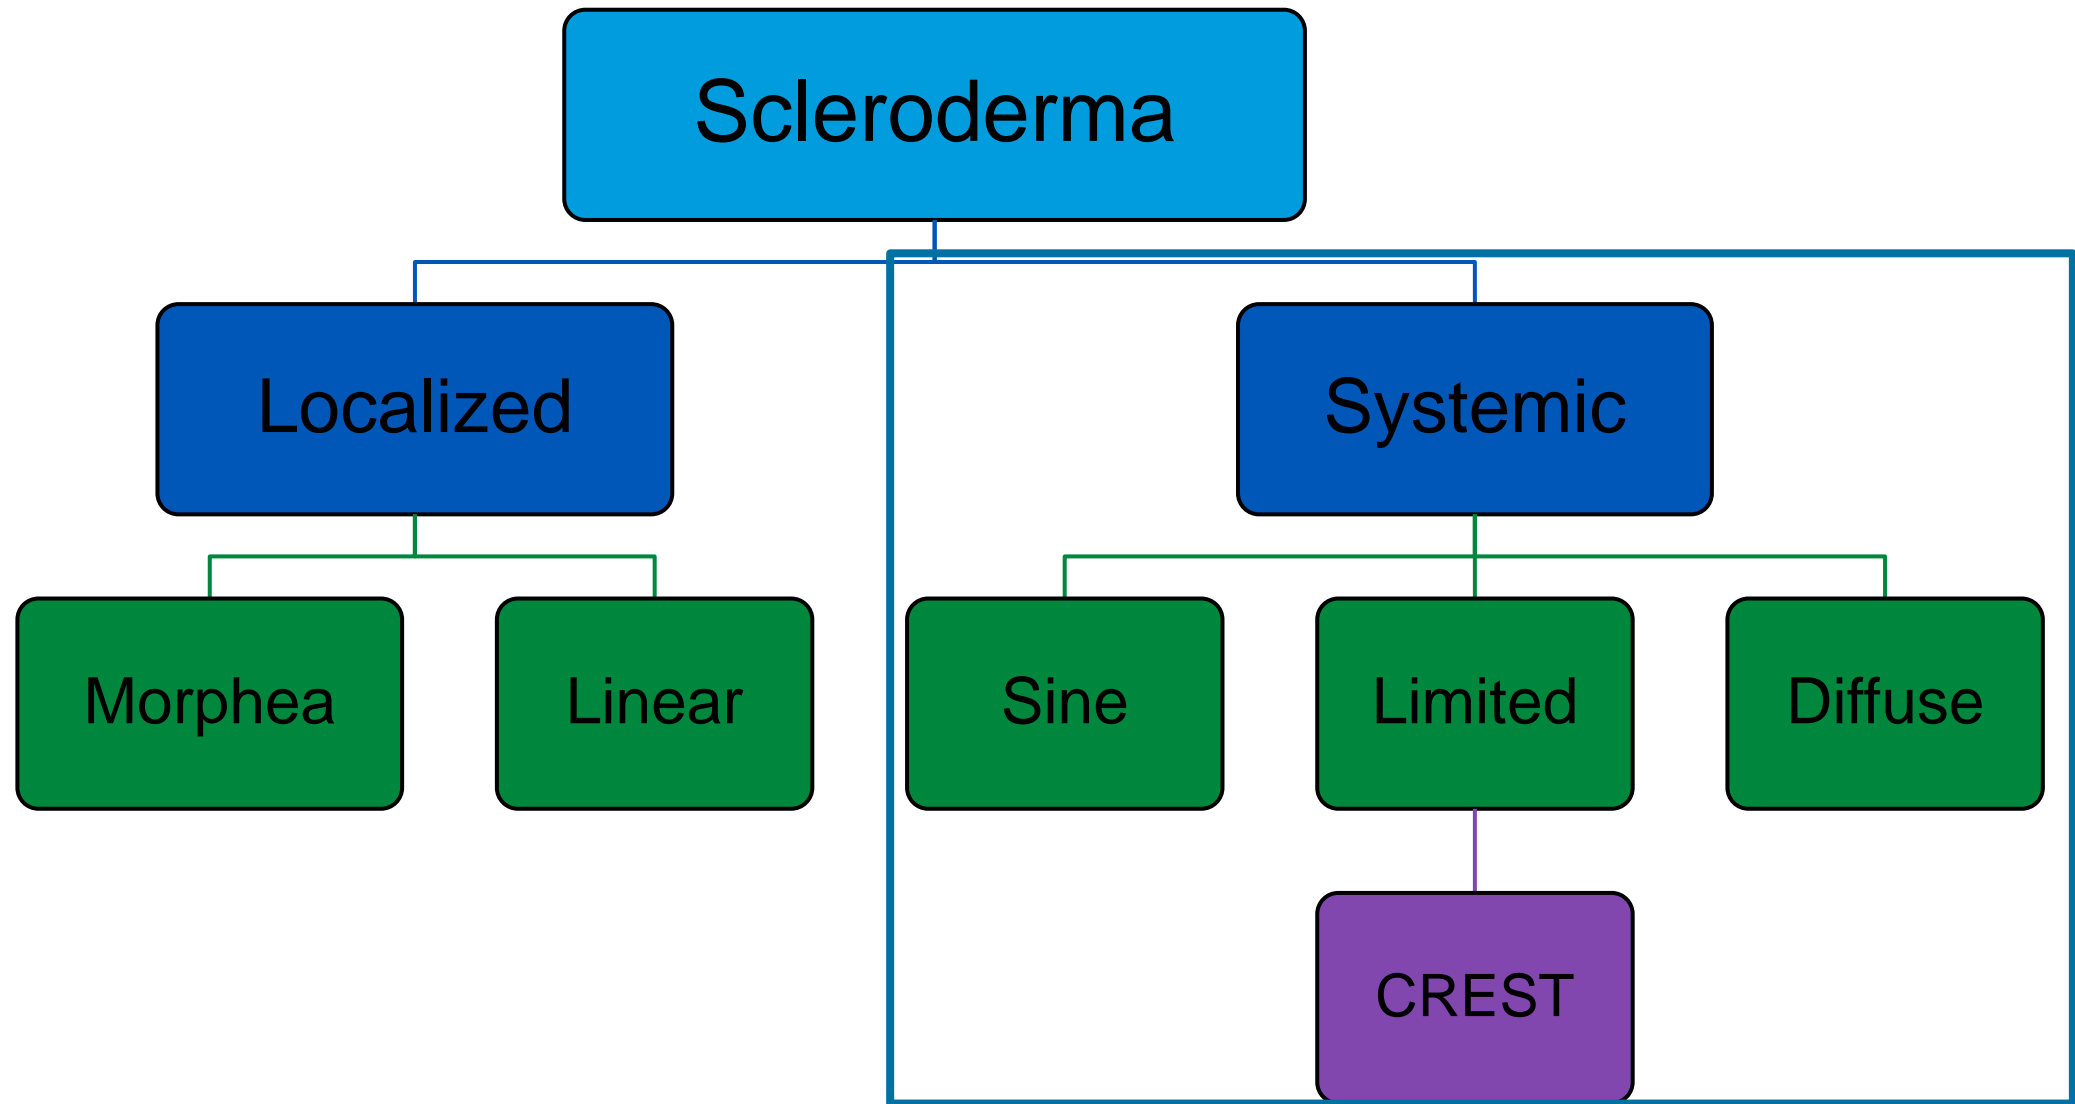 Scleroderma
Localized
Systemic
Morphea
Linear
Sine
Limited
Diffuse
CREST